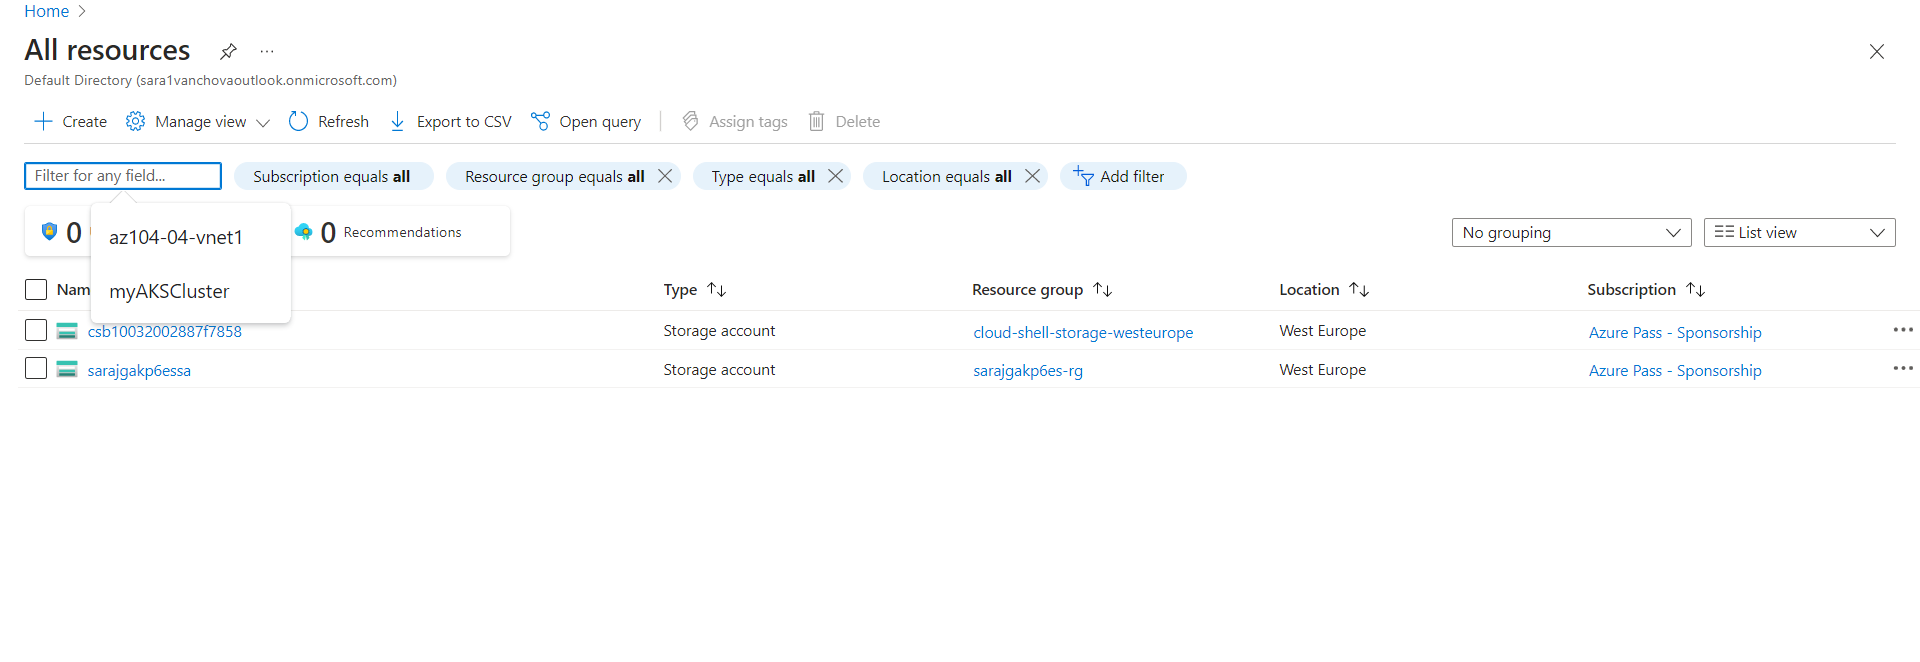 Home
All resources
Default Directory (sara1vanchovaoutlook.onmicrosoft.com)
Create Manage view Refresh Export to CSV Open query Assign tags Delete
Filter for any field... Subscription equals all Resource group equals all Type equals all Location equals all Add filter
0 0 Recommendations No grouping List view
az104-04-vnet1
myAKSCluster
Type Resource group Location Subscription
csb10032002887f7858 Storage account cloud-shell-storage-westeurope West Europe Azure Pass - Sponsorship
sarajgakp6essa Storage account sarajgakp6es-rg West Europe Azure Pass - Sponsorship